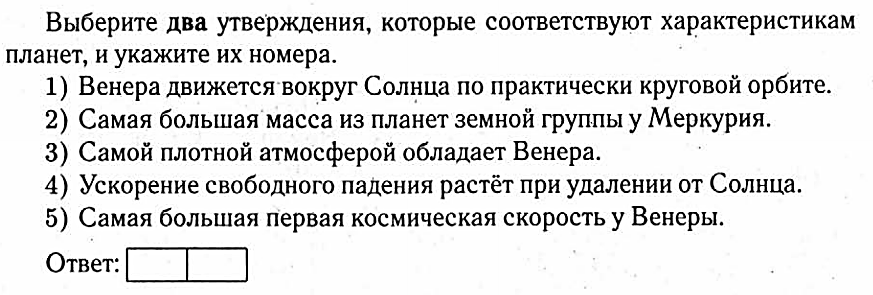 Выберите два утверждения, которые соответствуют характеристикам
планет, и укажите их номера.
1) Венера движется вокруг Солнца по практически круговой орбите.
2) Самая большая масса из планет земной группы у Меркурия.
3) Самой плотной атмосферой обладает Венера.
4) Ускорение свободного падения растёт при удалении от Солнца.
5) Самая большая первая космическая скорость у Венеры.
Ответ: